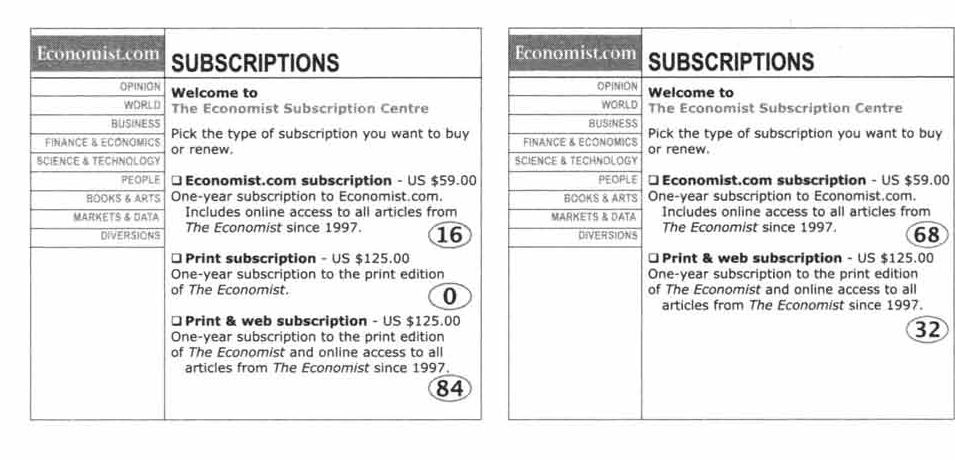 Economist.com
SUBSCRIPTIONS
OPINION
WORLD
BUSINESS
FINANCE & ECONOMICS
SCIENCE & TECHNOLOGY
PEOPLE
BOOKS & ARTS
MARKETS & DATA
DIVERSIONS
Welcome to
The Economist Subscription Centre
Pick the type of subscription you want to buy
or renew.
❑ Economist.com subscription - US $59.00
One-year subscription to Economist.com.
Includes online access to all articles from
The Economist since 1997.
16
❑ Print subscription - US $125.00
One-year subscription to the print edition
of The Economist.
0
❑ Print & web subscription - US $125.00
One-year subscription to the print edition
of The Economist and online access to all
articles from The Economist since 1997.
84
Economist.com
SUBSCRIPTIONS
OPINION
WORLD
BUSINESS
FINANCE & ECONOMICS
SCIENCE & TECHNOLOGY
PEOPLE
BOOKS & ARTS
MARKETS & DATA
DIVERSIONS
Welcome to
The Economist Subscription Centre
Pick the type of subscription you want to buy
or renew.
❑ Economist.com subscription - US $59.00
One-year subscription to Economist.com.
Includes online access to all articles from
The Economist since 1997.
68
❑ Print & web subscription - US $125.00
One-year subscription to the print edition
of The Economist and online access to all
articles from The Economist since 1997.
32